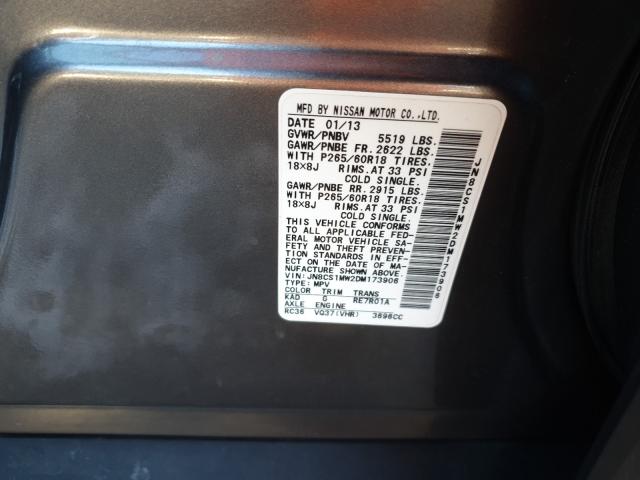 MFD BY NISSAN MOTOR CO.,LTD.
DATE 01/13
GVWR/PNBV 5519 LBS.
GAWR/PNBE FR. 2622 LBS.
WITH P265/60R18 TIRES.
18×8J RIMS.AT 33 PSI
COLD SINGLE.
GAWR/PNBE RR. 2915 LBS.
WITH P265/60R18 TIRES.
18×8J RIMS.AT 33 PSI
COLD SINGLE.
THIS VEHICLE CONFORMS
TO ALL APPLICABLE FED-
ERAL MOTOR VEHICLE SA-
FETY AND THEFT PREVEN-
TION STANDARDS IN EFF-
ECT ON THE DATE OF MA-
NUFACTURE SHOWN ABOVE.
VIN:JN8CS1MW2DM173906
TYPE: MPV
COLOR TRIM TRANS
KAD G RE7R01A
AXLE ENGINE
RC36 VQ37(VHR) 3696CC
JN8CS1MW2DM173906